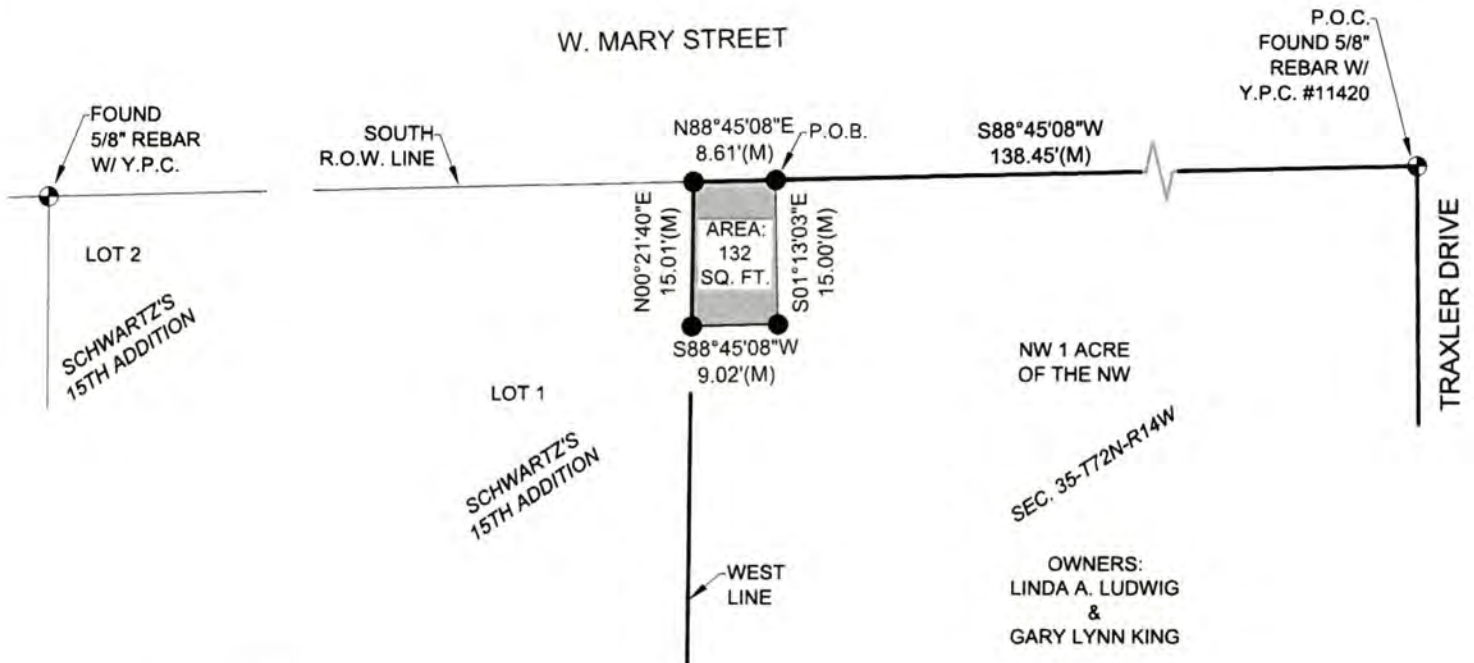 W. MARY STREET
P.O.C.
FOUND 5/8"
REBAR W/
Y.P.C. #11420
FOUND
5/8" REBAR
W/ Y.P.C.
SOUTH
R.O.W. LINE
N88°45'08"E
8.61'(M)
P.O.B.
S88°45'08"W
138.45'(M)
N00°21'40"E
15.01'(M)
AREA:
132
SQ. FT.
S01°13'03"E
15.00'(M)
S88°45'08"W
9.02'(M)
LOT 2
SCHWARTZ'S
15TH ADDITION
LOT 1
SCHWARTZ'S
15TH ADDITION
NW 1 ACRE
OF THE NW
SEC. 35-T72N-R14W
TRAXLER DRIVE
WEST
LINE
OWNERS:
LINDA A. LUDWIG
&
GARY LYNN KING